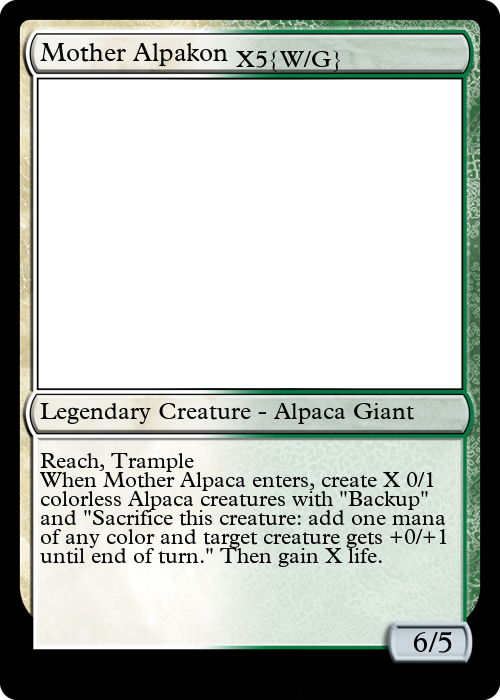 Mother Alpakon X5{W/G}
Legendary Creature - Alpaca Giant
Reach, Trample
When Mother Alpaca enters, create X 0/1
colorless Alpaca creatures with "Backup"
and "Sacrifice this creature: add one mana
of any color and target creature gets +0/+1
until end of turn." Then gain X life.
6/5